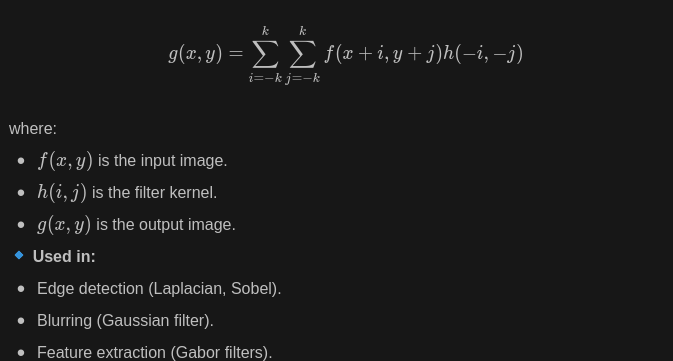 g(x, y) = \sum_{i=-k}^{k} \sum_{j=-k}^{k} f(x + i, y + j)h(-i, -j)
where:
• f(x, y) is the input image.
• h(i, j) is the filter kernel.
• g(x, y) is the output image.
🔹 Used in:
• Edge detection (Laplacian, Sobel).
• Blurring (Gaussian filter).
• Feature extraction (Gabor filters).